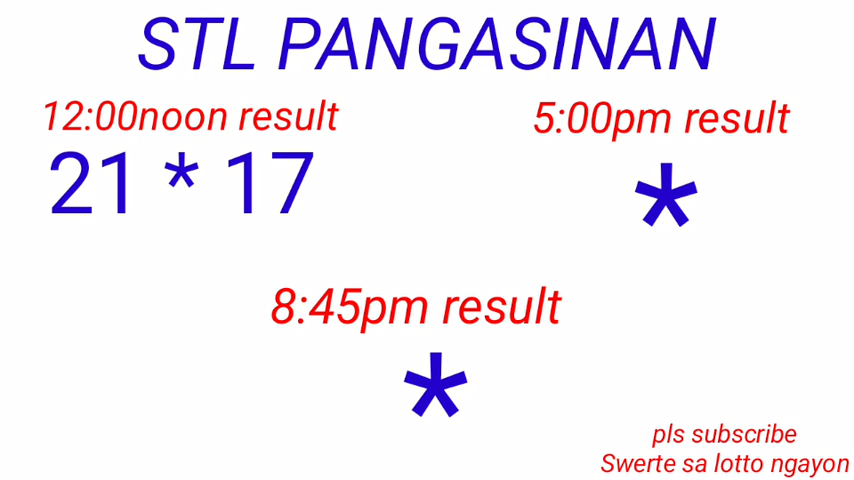 STL PANGASINAN
12:00noon result
21 * 17
5:00pm result
*
8:45pm result
*
pls subscribe
Swerte sa lotto ngayon